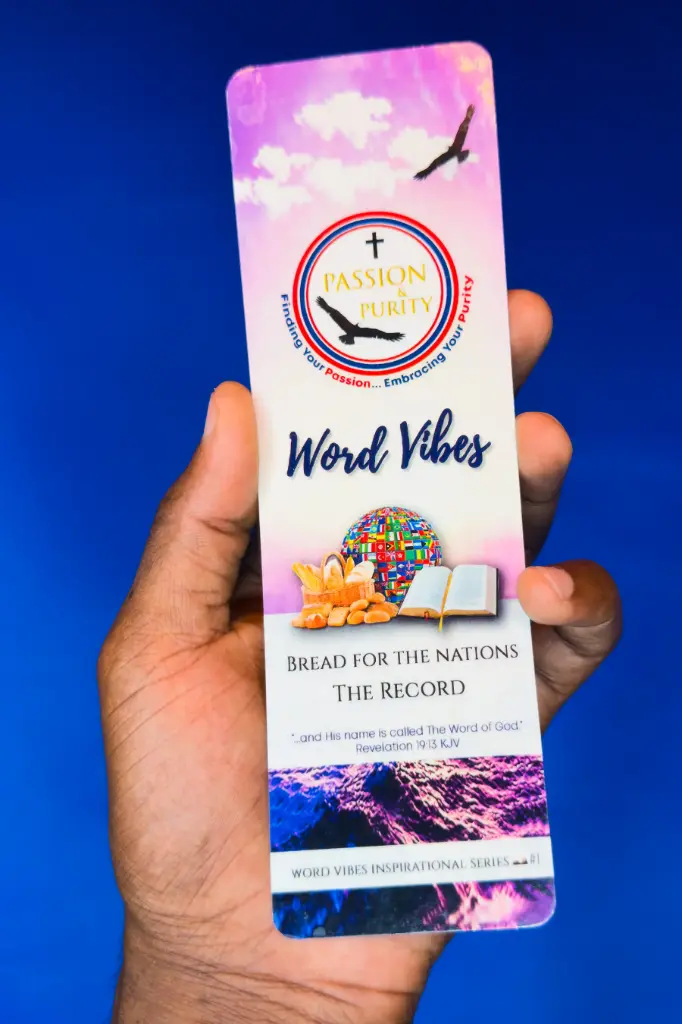 PASSION
&
PURITY
Finding Your Passion... Embracing Your Purity
Word Vibes
BREAD FOR THE NATIONS
THE RECORD
"...and His name is called The Word of God."
Revelation 19:13 KJV
WORD VIBES INSPIRATIONAL SERIES #1